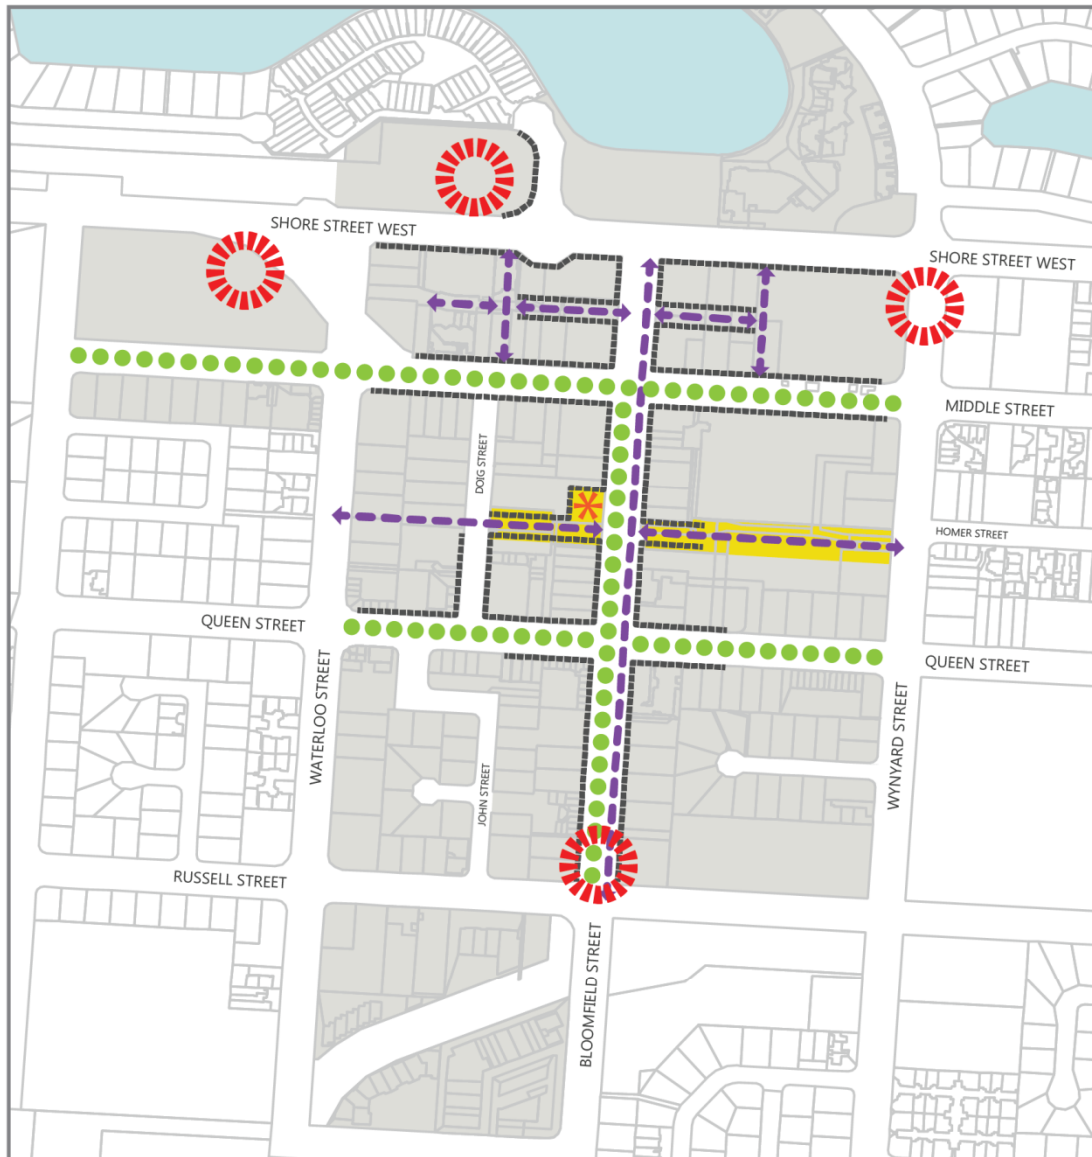 SHORE STREET WEST
SHORE STREET WEST
MIDDLE STREET
DOIG STREET
HOMER STREET
QUEEN STREET
QUEEN STREET
WATERLOO STREET
WYNYARD STREET
JOHN STREET
RUSSELL STREET
BLOOMFIELD STREET